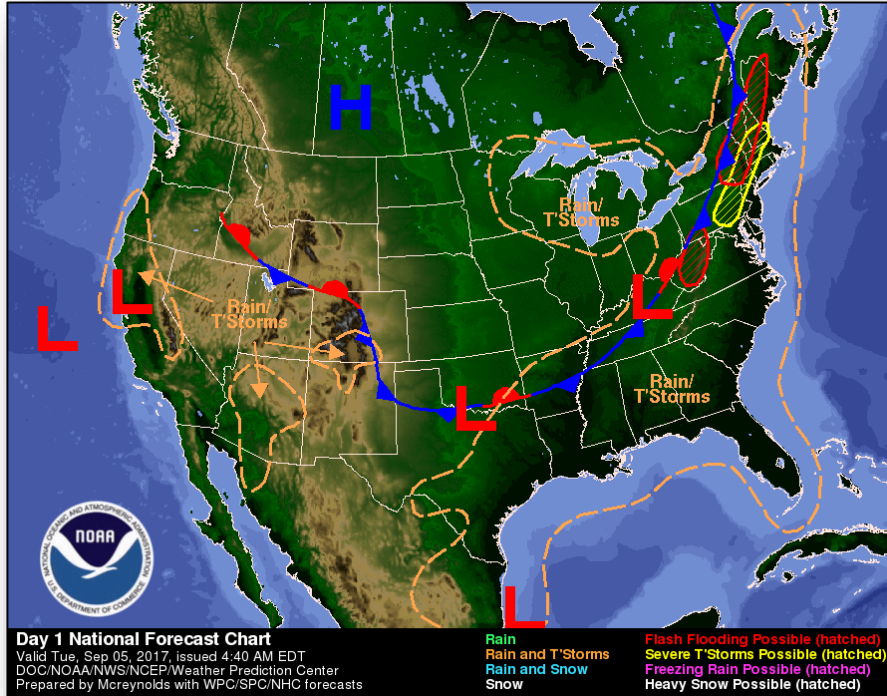 H
Rain/
T'Storms
L
L
Rain/
T'Storms
L
L
Rain/
T'Storms
L
NATIONAL OCEANIC AND ATMOSPHERIC ADMINISTRATION
NOAA
U.S. DEPARTMENT OF COMMERCE
Day 1 National Forecast Chart
Valid Tue, Sep 05, 2017, issued 4:40 AM EDT
DOC/NOAA/NWS/NCEP/Weather Prediction Center
Prepared by Mcreynolds with WPC/SPC/NHC forecasts
Rain
Rain and T'Storms
Rain and Snow
Snow
Flash Flooding Possible (hatched)
Severe T'Storms Possible (hatched)
Freezing Rain Possible (hatched)
Heavy Snow Possible (hatched)